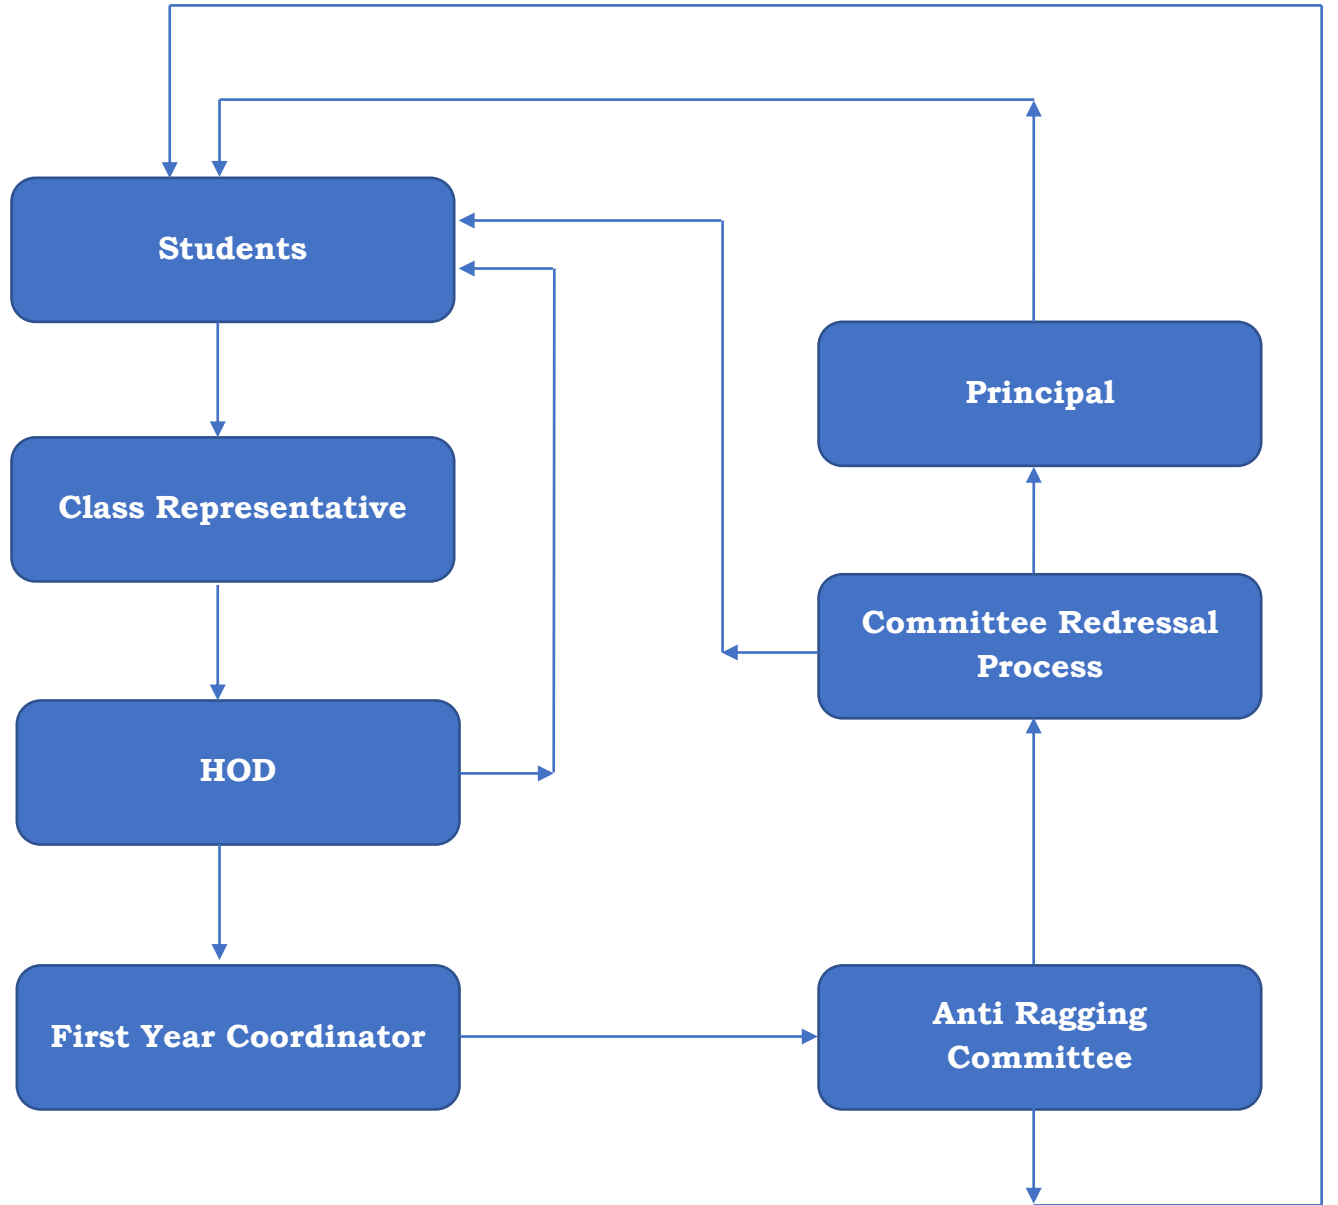 Students
Class Representative
HOD
First Year Coordinator
Principal
Committee Redressal
Process
Anti Ragging
Committee